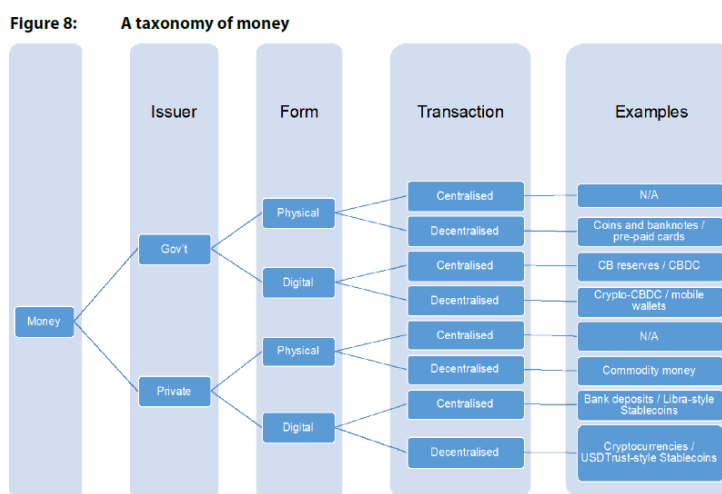 Figure 8: A taxonomy of money
Issuer Form Transaction Examples
Centralised N/A
Physical
Decentralised Coins and banknotes /
pre-paid cards
Gov't
Centralised CB reserves / CBDC
Digital
Decentralised Crypto-CBDC / mobile
wallets
Money
Centralised N/A
Physical
Decentralised Commodity money
Private
Centralised Bank deposits / Libra-style
Stablecoins
Digital
Decentralised Cryptocurrencies /
USDTrust-style Stablecoins